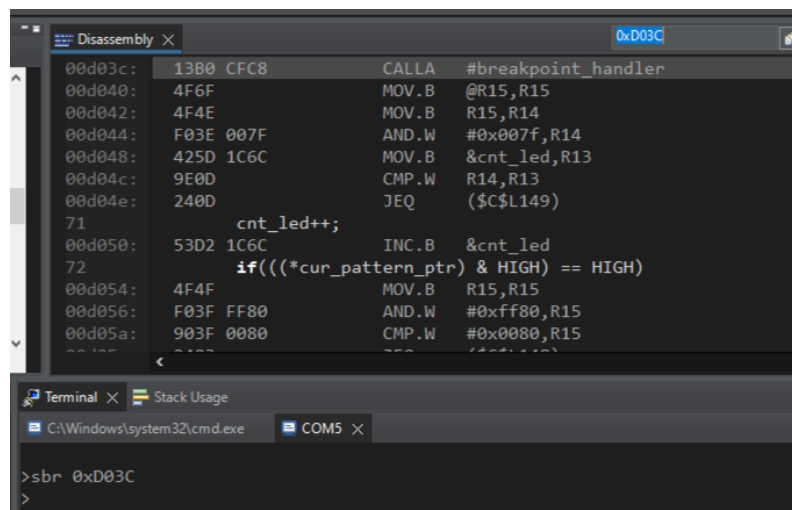 Disassembly
0xD03C
00d03c: 13B0 CFC8 CALLA #breakpoint_handler
00d040: 4F6F MOV.B @R15,R15
00d042: 4F4E MOV.B R15,R14
00d044: F03E 007F AND.W #0x007f,R14
00d048: 425D 1C6C MOV.B &cnt_led,R13
00d04c: 9E0D CMP.W R14,R13
00d04e: 240D JEQ ($C$L149)
71 cnt_led++;
00d050: 53D2 1C6C INC.B &cnt_led
72 if(((*cur_pattern_ptr) & HIGH) == HIGH)
00d054: 4F4F MOV.B R15,R15
00d056: F03F FF80 AND.W #0xff80,R15
00d05a: 903F 0080 CMP.W #0x0080,R15
Terminal Stack Usage
C:\Windows\system32\cmd.exe COM5
>sbr 0xD03C
>